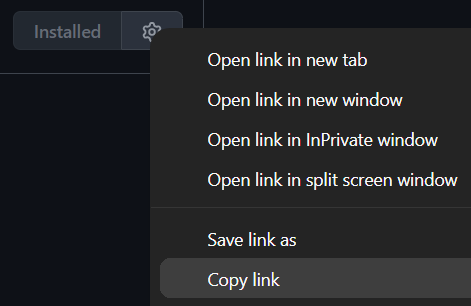 Installed
Open link in new tab
Open link in new window
Open link in InPrivate window
Open link in split screen window
Save link as
Copy link